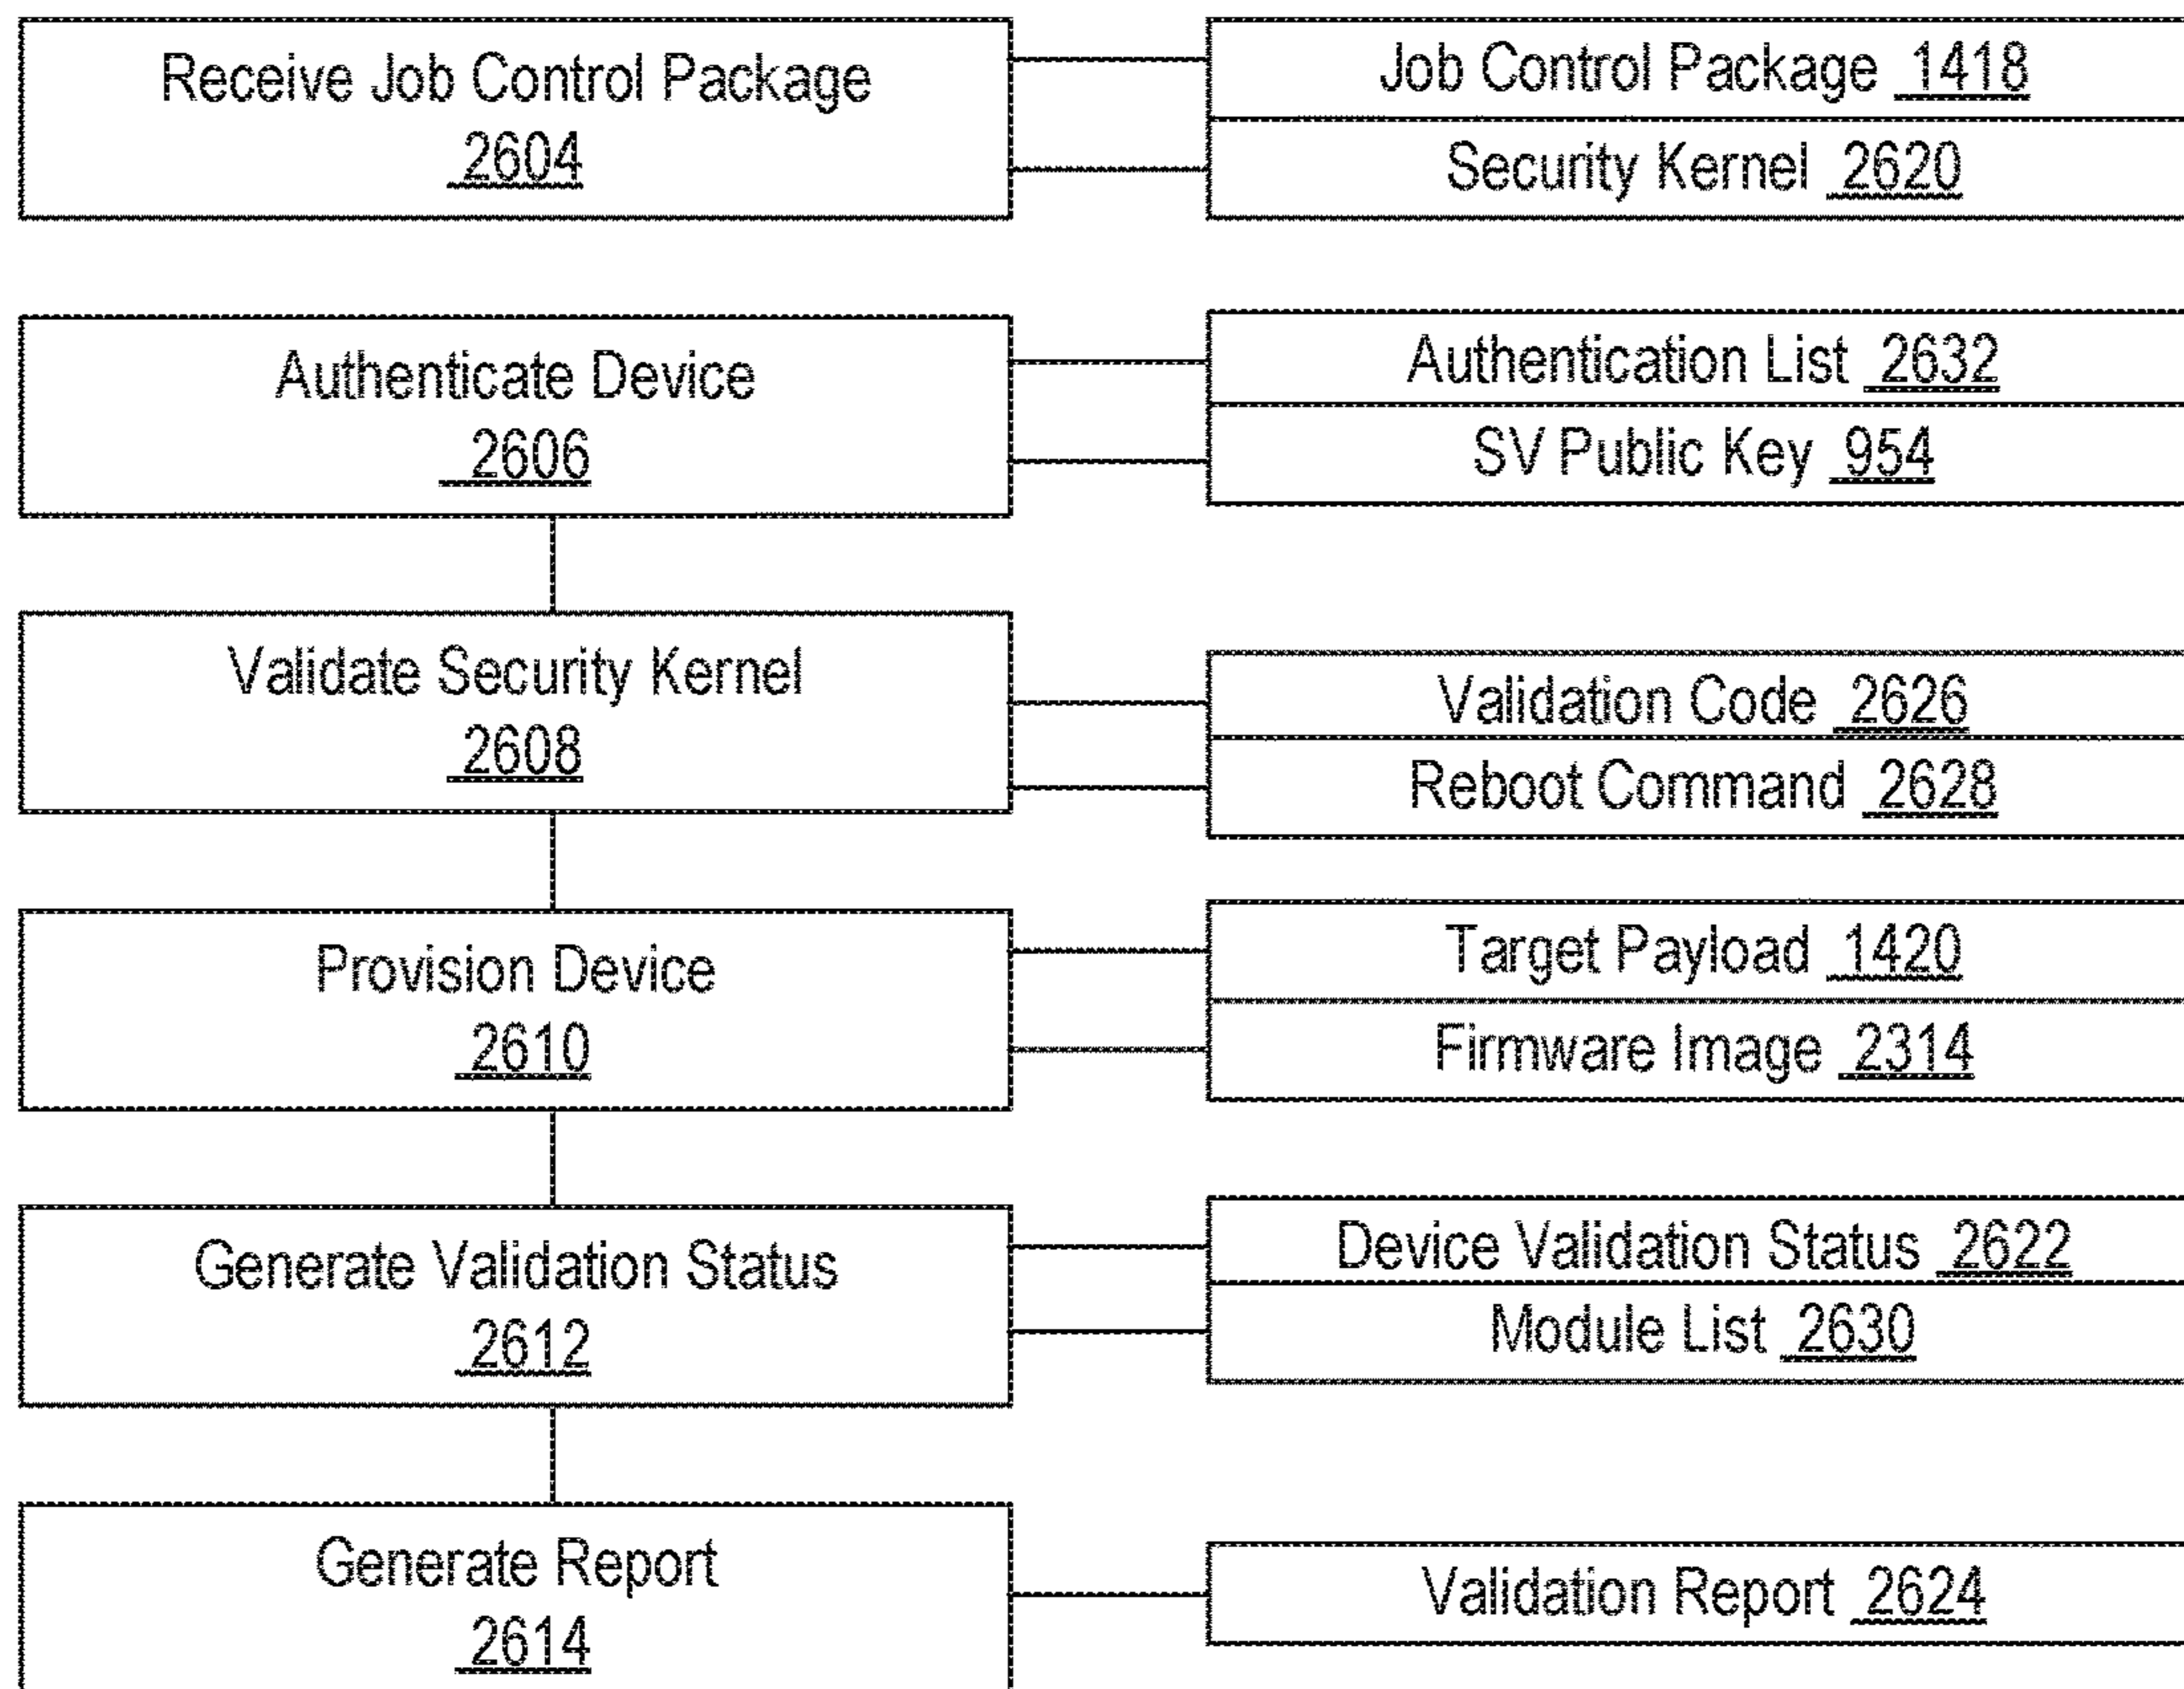 Receive Job Control Package
2604
Job Control Package 1418
Security Kernel 2620
Authenticate Device
2606
Authentication List 2632
SV Public Key 954
Validate Security Kernel
2608
Validation Code 2626
Reboot Command 2628
Provision Device
2610
Target Payload 1420
Firmware Image 2314
Generate Validation Status
2612
Device Validation Status 2622
Module List 2630
Generate Report
2614
Validation Report 2624